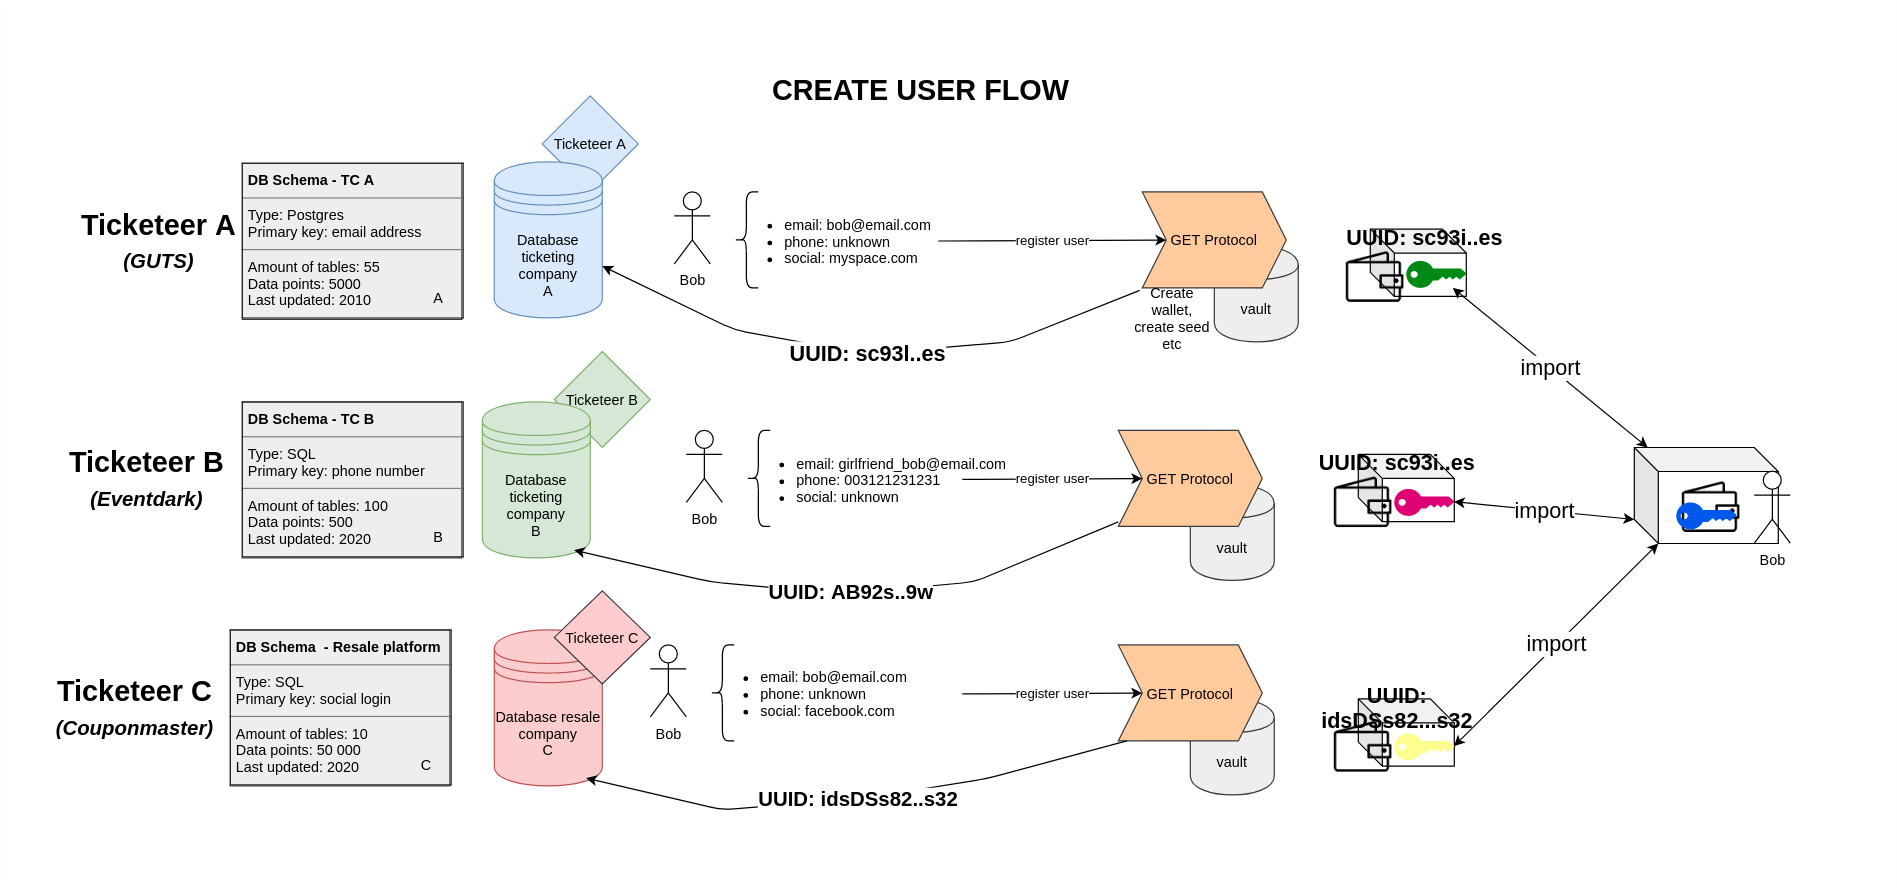 CREATE USER FLOW
Ticketeer A
(GUTS)
DB Schema - TC A
Type: Postgres
Primary key: email address
Amount of tables: 55
Data points: 5000
Last updated: 2010
A
Ticketeer A
Database
ticketing
company
A
Bob
email: bob@email.com
phone: unknown
social: myspace.com
register user
GET Protocol
Create
wallet,
create seed
etc
vault
UUID: sc93l..es
UUID: sc93i..es
import
Ticketeer B
(Eventdark)
DB Schema - TC B
Type: SQL
Primary key: phone number
Amount of tables: 100
Data points: 500
Last updated: 2020
B
Ticketeer B
Database
ticketing
company
B
Bob
email: girlfriend_bob@email.com
phone: 003121231231
social: unknown
register user
GET Protocol
vault
UUID: AB92s..9w
UUID: sc93i..es
import
Bob
Ticketeer C
(Couponmaster)
DB Schema  - Resale platform
Type: SQL
Primary key: social login
Amount of tables: 10
Data points: 50 000
Last updated: 2020
C
Ticketeer C
Database resale
company
C
Bob
email: bob@email.com
phone: unknown
social: facebook.com
register user
GET Protocol
vault
UUID: idsDSs82..s32
UUID:
idsDSs82...s32
import